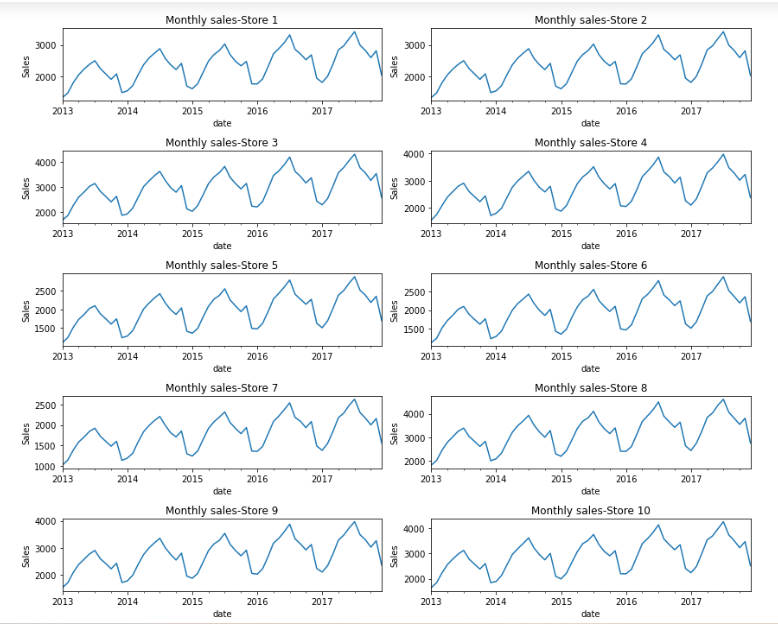 Monthly sales-Store 1
Sales
3000
2000
2013 2014 2015 2016 2017
date
Monthly sales-Store 2
Sales
3000
2000
2013 2014 2015 2016 2017
date
Monthly sales-Store 3
Sales
4000
3000
2000
2013 2014 2015 2016 2017
date
Monthly sales-Store 4
Sales
4000
3000
2000
2013 2014 2015 2016 2017
date
Monthly sales-Store 5
Sales
2500
2000
1500
2013 2014 2015 2016 2017
date
Monthly sales-Store 6
Sales
2500
2000
1500
2013 2014 2015 2016 2017
date
Monthly sales-Store 7
Sales
2500
2000
1500
1000
2013 2014 2015 2016 2017
date
Monthly sales-Store 8
Sales
4000
3000
2000
2013 2014 2015 2016 2017
date
Monthly sales-Store 9
Sales
4000
3000
2000
2013 2014 2015 2016 2017
date
Monthly sales-Store 10
Sales
4000
3000
2000
2013 2014 2015 2016 2017
date